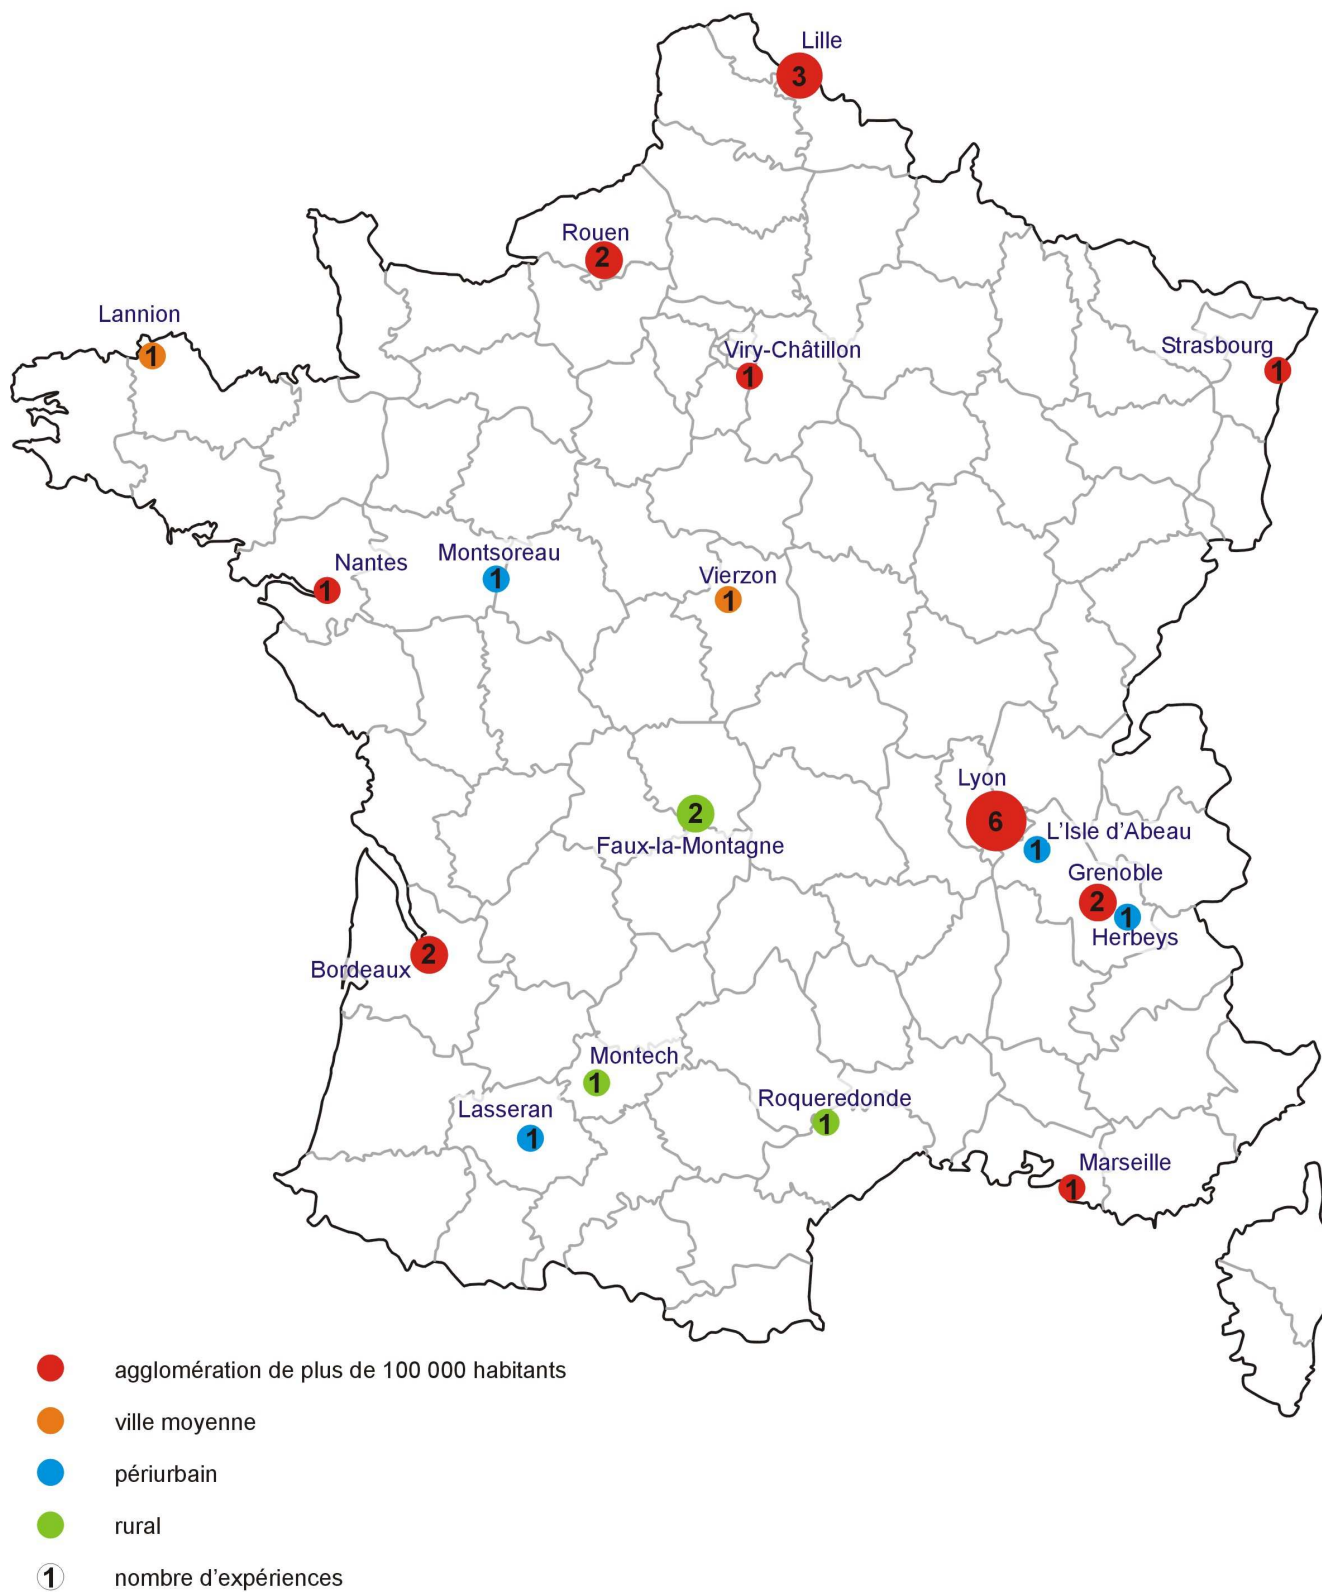 Lille
3
Rouen
2
Lannion
1
Viry-Châtillon
1
Strasbourg
1
Nantes
1
Montsoreau
1
Vierzon
1
Lyon
6
L'Isle d'Abeau
1
Faux-la-Montagne
2
Grenoble
2
Herbeys
1
Bordeaux
2
Montech
1
Lasseran
1
Roqueredonde
1
Marseille
1
agglomération de plus de 100 000 habitants
ville moyenne
périurbain
rural
1 nombre d'expériences